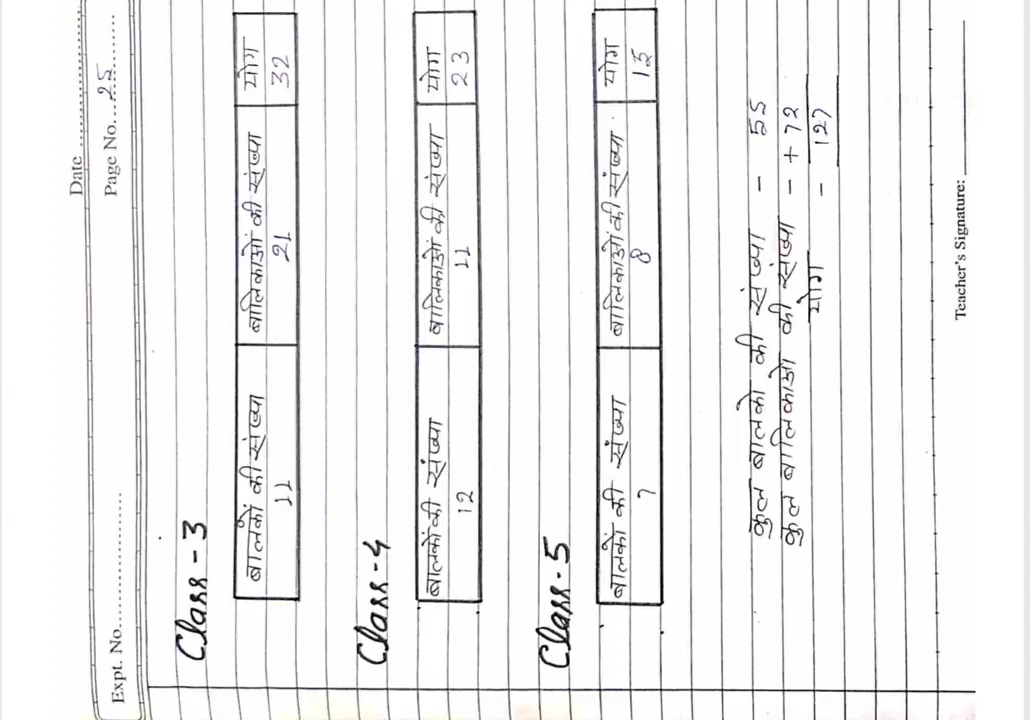 Date ..............
Expt. No..................... Page No...25.......
Class-3
बालकों की संख्या बालिकाओं की संख्या योग
11 21 32
Class-4
बालकों की संख्या बालिकाओं की संख्या योग
12 11 23
Class-5
बालकों की संख्या बालिकाओं की संख्या योग
7 8 15
कुल बालको की संख्या - 55
कुल बालिकाओ की संख्या - + 72
योग - 127
Teacher's Signature: ____________